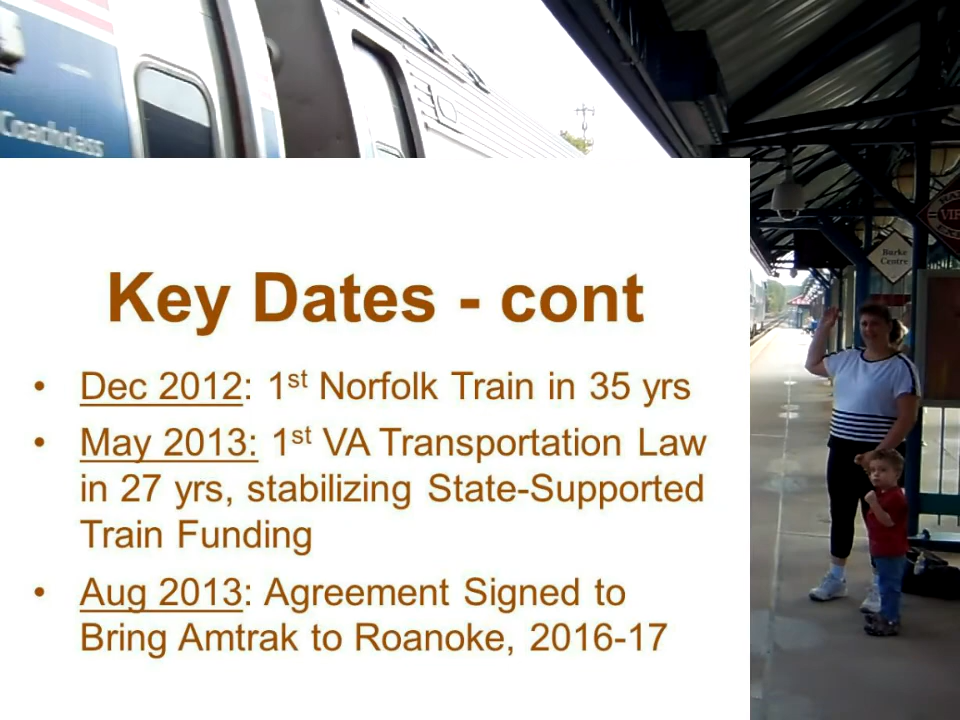 Coachclass
Key Dates - cont
• Dec 2012: 1st Norfolk Train in 35 yrs
• May 2013: 1st VA Transportation Law
in 27 yrs, stabilizing State-Supported
Train Funding
• Aug 2013: Agreement Signed to
Bring Amtrak to Roanoke, 2016-17
Burke
Centre